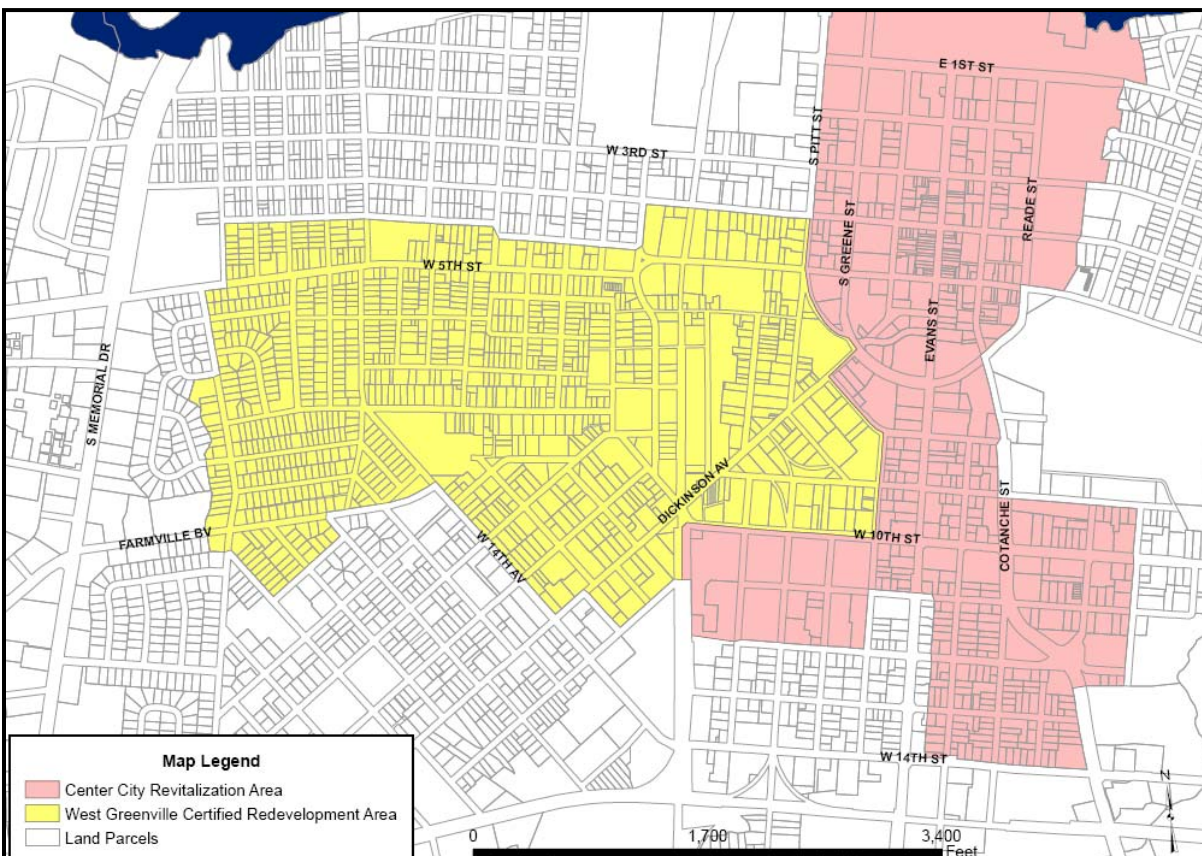 E 1ST ST
S PITT ST
W 3RD ST
READE ST
S GREENE ST
W 5TH ST
EVANS ST
S MEMORIAL DR
DICKINSON AV
COTANCHE ST
FARMVILLE BV
W 10TH ST
W 14TH AV
W 14TH ST
Map Legend
Center City Revitalization Area
West Greenville Certified Redevelopment Area
Land Parcels
0 1,700 3,400
Feet
N